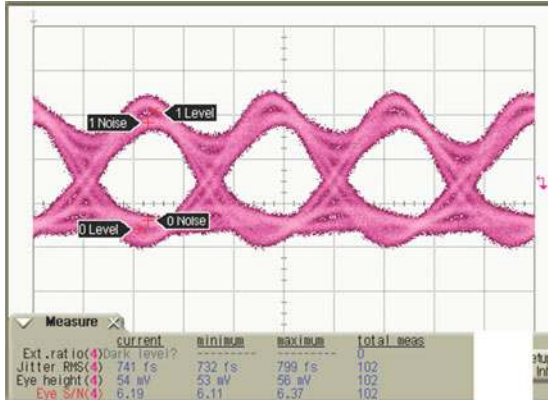 1 Level
1 Noise
0 Noise
0 Level
Measure
current minimum maximum total meas
Ext.ratio(4) Dark level? --------- --------- 0
Jitter RMS(4) 741 fs 732 fs 799 fs 102
Eye height(4) 54 mV 53 mV 56 mV 102
Eye S/N(4) 6.19 6.11 6.37 102